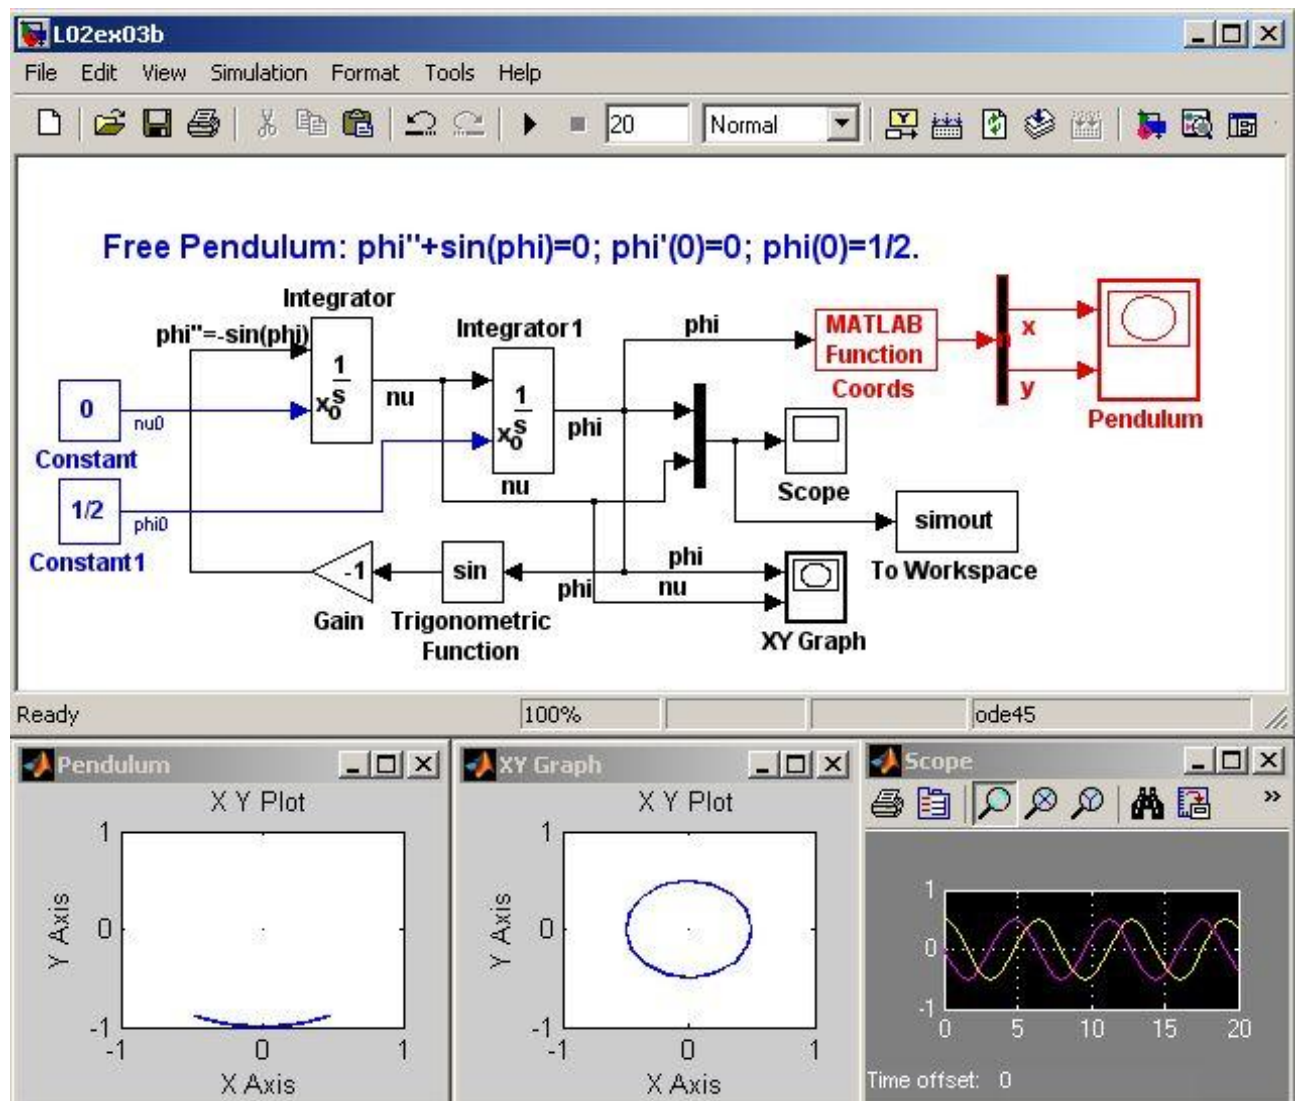 L02ex03b
File Edit View Simulation Format Tools Help
20 Normal
Free Pendulum: phi''+sin(phi)=0; phi'(0)=0; phi(0)=1/2.
Integrator
phi''=-sin(phi)
Integrator1
phi
MATLAB
Function
Coords
x
y
Pendulum
1
s
xo
nu
1
s
xo
phi
0
nu0
Constant
nu
Scope
1/2
phi0
Constant1
simout
To Workspace
-1
Gain
sin
Trigonometric
Function
phi
phi
nu
XY Graph
Ready 100% ode45
Pendulum
X Y Plot
1
0
-1
Y Axis
-1 0 1
X Axis
XY Graph
X Y Plot
1
0
-1
Y Axis
-1 0 1
X Axis
Scope
»
1
0
-1
0 5 10 15 20
Time offset: 0